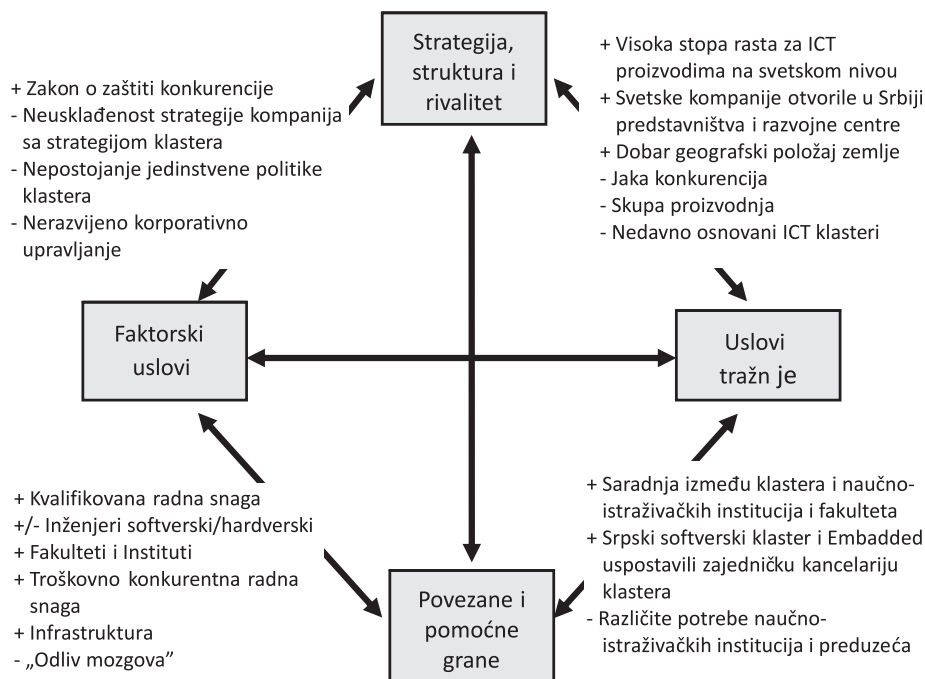 Strategija,
struktura i
rivalitet
+ Zakon o zaštiti konkurencije
- Neusklađenost strategije kompanija
sa strategijom klastera
- Nepostojanje jedinstvene politike
klastera
- Nerazvijeno korporativno
upravljanje
+ Visoka stopa rasta za ICT
proizvodima na svetskom nivou
+ Svetske kompanije otvorile u Srbiji
predstavništva i razvojne centre
+ Dobar geografski položaj zemlje
- Jaka konkurencija
- Skupa proizvodnja
- Nedavno osnovani ICT klasteri
Faktorski
uslovi
Uslovi
tražn je
+ Kvalifikovana radna snaga
+/- Inženjeri softverski/hardverski
+ Fakulteti i Instituti
+ Troškovno konkurentna radna
snaga
+ Infrastruktura
- „Odliv mozgova”
+ Saradnja između klastera i naučno-
istraživačkih institucija i fakulteta
+ Srpski softverski klaster i Embedded
uspostavili zajedničku kancelariju
klastera
- Različite potrebe naučno-
istraživačkih institucija i preduzeća
Povezane i
pomoćne
grane